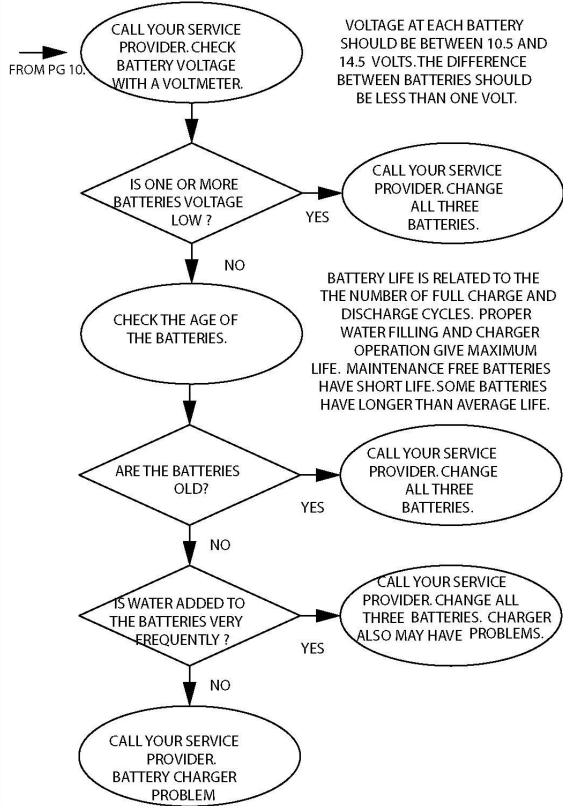 CALL YOUR SERVICE
PROVIDER. CHECK
BATTERY VOLTAGE
WITH A VOLTMETER.
FROM PG 10.
VOLTAGE AT EACH BATTERY
SHOULD BE BETWEEN 10.5 AND
14.5 VOLTS. THE DIFFERENCE
BETWEEN BATTERIES SHOULD
BE LESS THAN ONE VOLT.
IS ONE OR MORE
BATTERIES VOLTAGE
LOW ?
YES
CALL YOUR SERVICE
PROVIDER. CHANGE
ALL THREE
BATTERIES.
NO
CHECK THE AGE OF
THE BATTERIES.
BATTERY LIFE IS RELATED TO THE
THE NUMBER OF FULL CHARGE AND
DISCHARGE CYCLES. PROPER
WATER FILLING AND CHARGER
OPERATION GIVE MAXIMUM
LIFE. MAINTENANCE FREE BATTERIES
HAVE SHORT LIFE. SOME BATTERIES
HAVE LONGER THAN AVERAGE LIFE.
ARE THE BATTERIES
OLD?
YES
CALL YOUR SERVICE
PROVIDER. CHANGE
ALL THREE
BATTERIES.
NO
IS WATER ADDED TO
THE BATTERIES VERY
FREQUENTLY ?
YES
CALL YOUR SERVICE
PROVIDER. CHANGE ALL
THREE BATTERIES. CHARGER
ALSO MAY HAVE PROBLEMS.
NO
CALL YOUR SERVICE
PROVIDER.
BATTERY CHARGER
PROBLEM